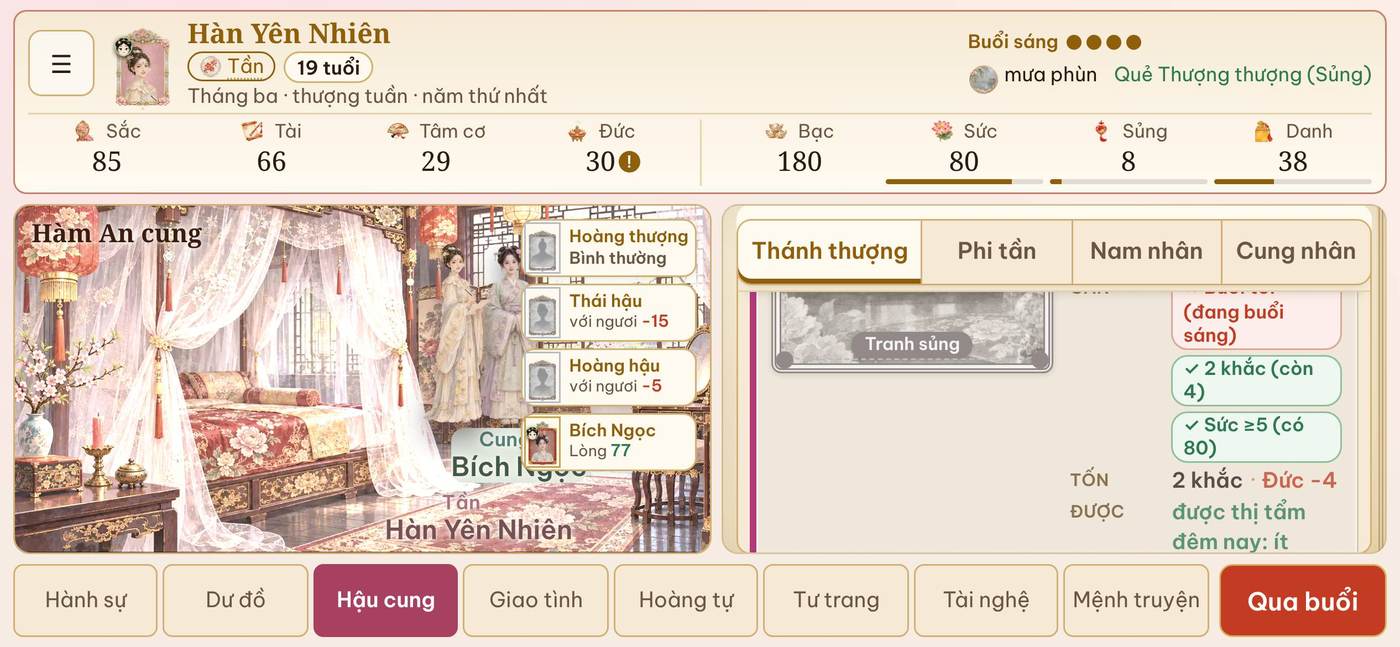 ☰
Hàn Yên Nhiên
Tần
19 tuổi
Tháng ba · thượng tuần · năm thứ nhất
Buổi sáng
mưa phùn
Quẻ Thượng thượng (Sủng)
Sắc
85
Tài
66
Tâm cơ
29
Đức
30 !
Bạc
180
Sức
80
Sủng
8
Danh
38
Hàm An cung
Hoàng thượng
Bình thường
Thái hậu
với ngươi -15
Hoàng hậu
với ngươi -5
Bích Ngọc
Lòng 77
Cung
Bích Ngọc
Tần
Hàn Yên Nhiên
Thánh thượng
Phi tần
Nam nhân
Cung nhân
Tranh sủng
(đang buổi
sáng)
✓ 2 khắc (còn
4)
✓ Sức ≥5 (có
80)
TỐN
2 khắc · Đức -4
ĐƯỢC
được thị tẩm
đêm nay: ít
Hành sự
Dư đồ
Hậu cung
Giao tình
Hoàng tự
Tư trang
Tài nghệ
Mệnh truyện
Qua buổi